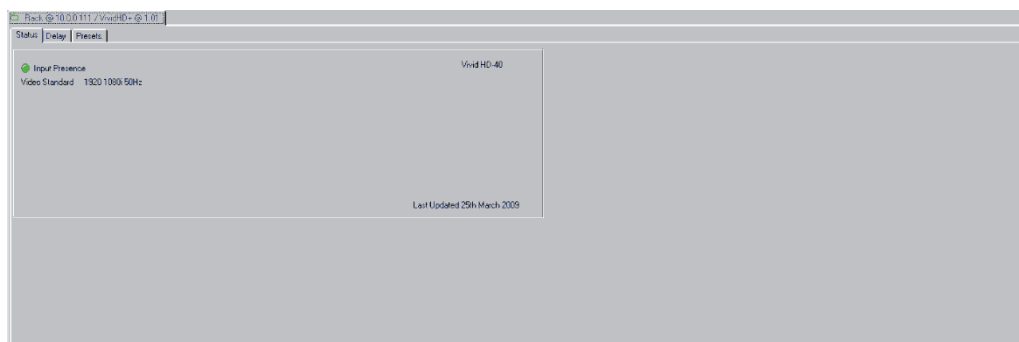 Rack @ 10.0.0.111 / VividHD+ @ 1.01
Status Delay Presets
Input Presence
Vivid HD-40
Video Standard 1920 1080i 50Hz
Last Updated 25th March 2009